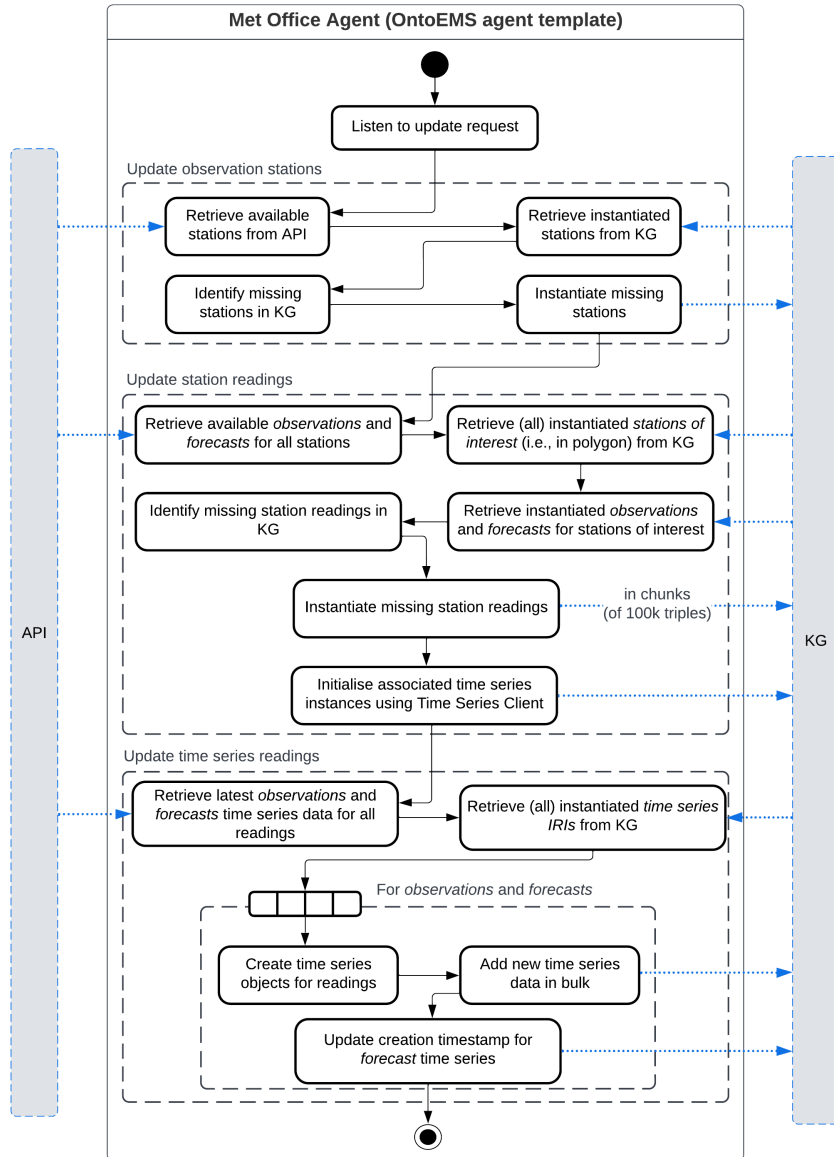 Met Office Agent (OntoEMS agent template)
Listen to update request
Update observation stations
Retrieve available
stations from API
Retrieve instantiated
stations from KG
Identify missing
stations in KG
Instantiate missing
stations
Update station readings
Retrieve available observations and
forecasts for all stations
Retrieve (all) instantiated stations of
interest (i.e., in polygon) from KG
Identify missing station readings in
KG
Retrieve instantiated observations
and forecasts for stations of interest
Instantiate missing station readings
in chunks
(of 100k triples)
API
KG
Initialise associated time series
instances using Time Series Client
Update time series readings
Retrieve latest observations and
forecasts time series data for all
readings
Retrieve (all) instantiated time series
IRIs from KG
For observations and forecasts
Create time series
objects for readings
Add new time series
data in bulk
Update creation timestamp for
forecast time series